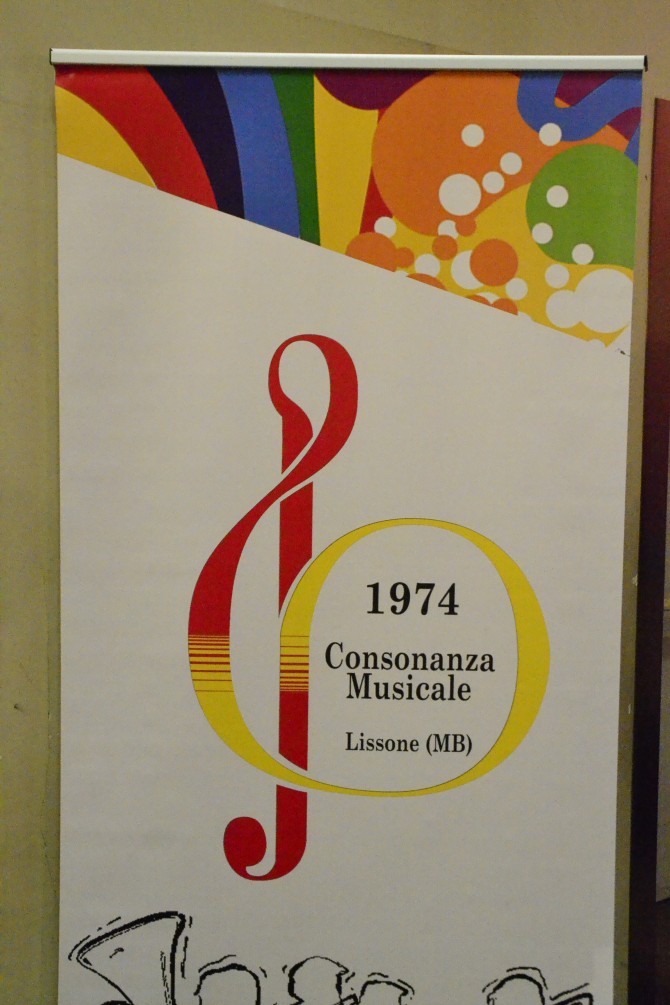 1974
Consonanza
Musicale
Lissone (MB)